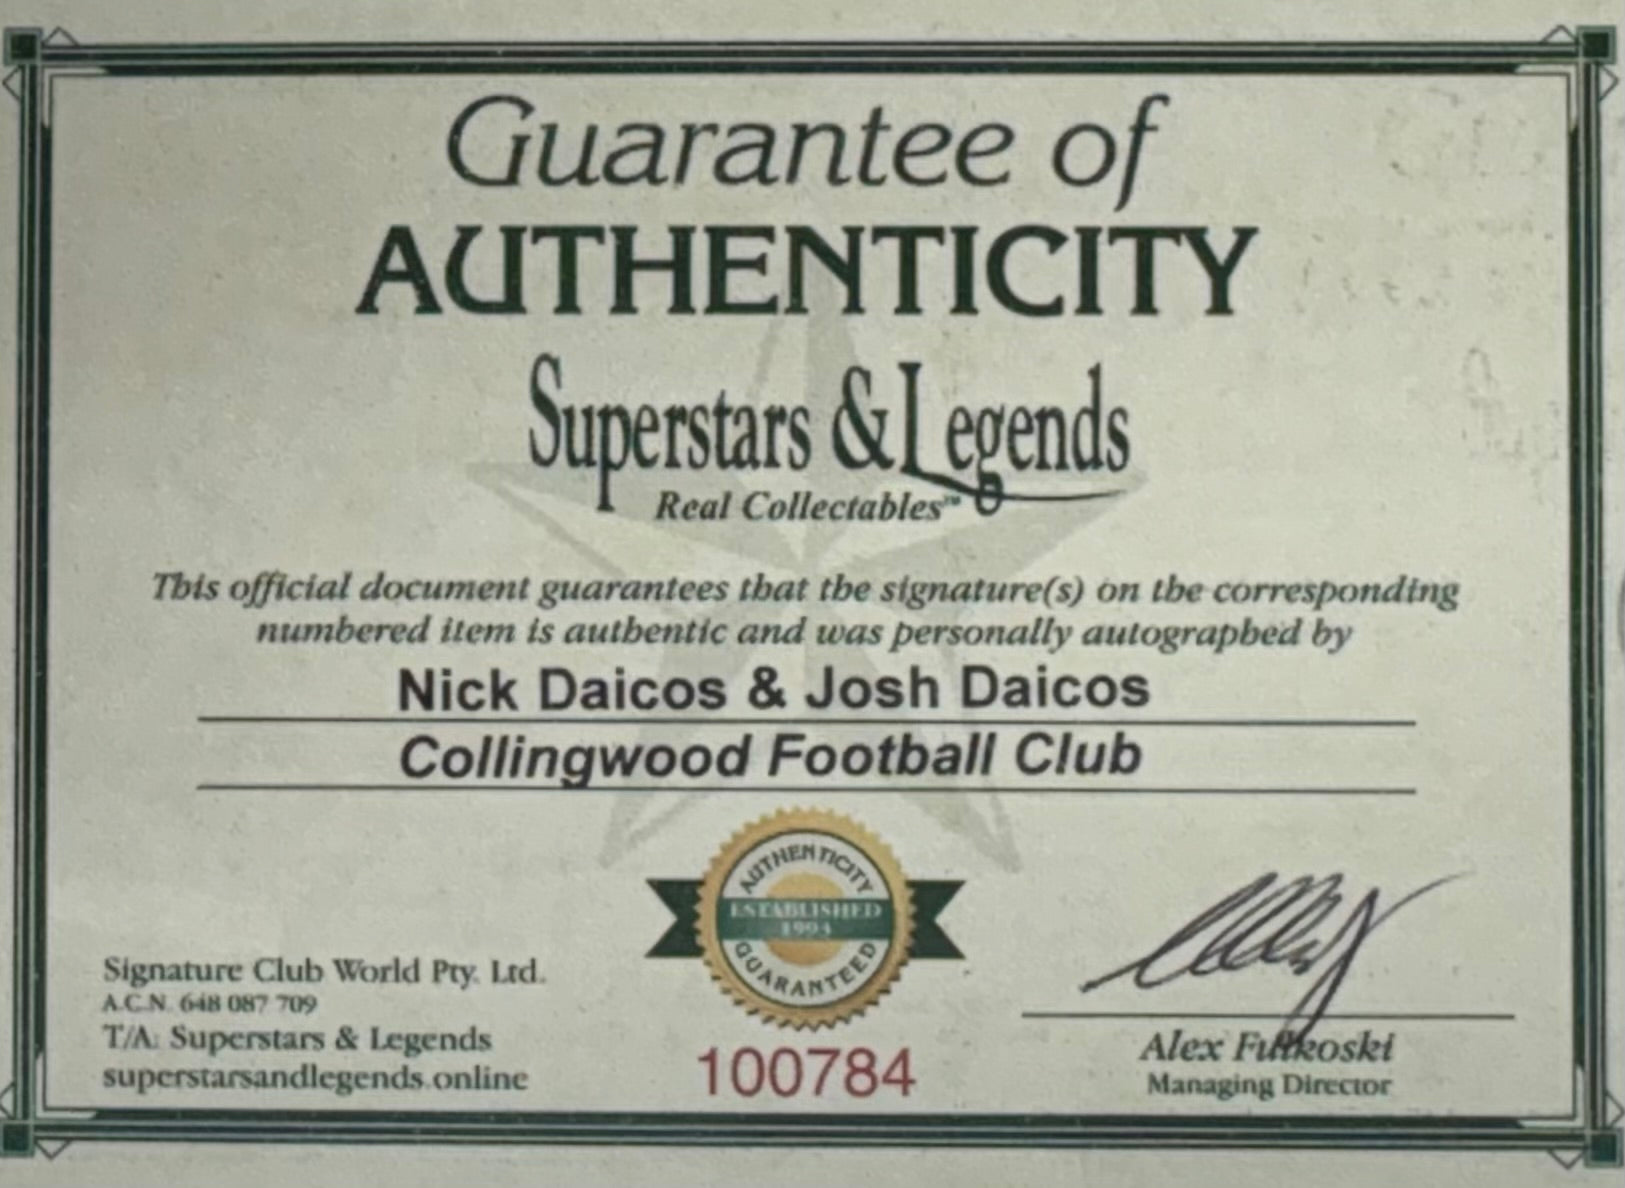 Guarantee of
AUTHENTICITY
Superstars & Legends
Real Collectables™
This official document guarantees that the signature(s) on the corresponding
numbered item is authentic and was personally autographed by
Nick Daicos & Josh Daicos
Collingwood Football Club
AUTHENTICITY
ESTABLISHED
1993
GUARANTEED
100784
Signature Club World Pty. Ltd.
A.C.N. 648 087 709
T/A: Superstars & Legends
superstarsandlegends.online
Alex
Managing Director